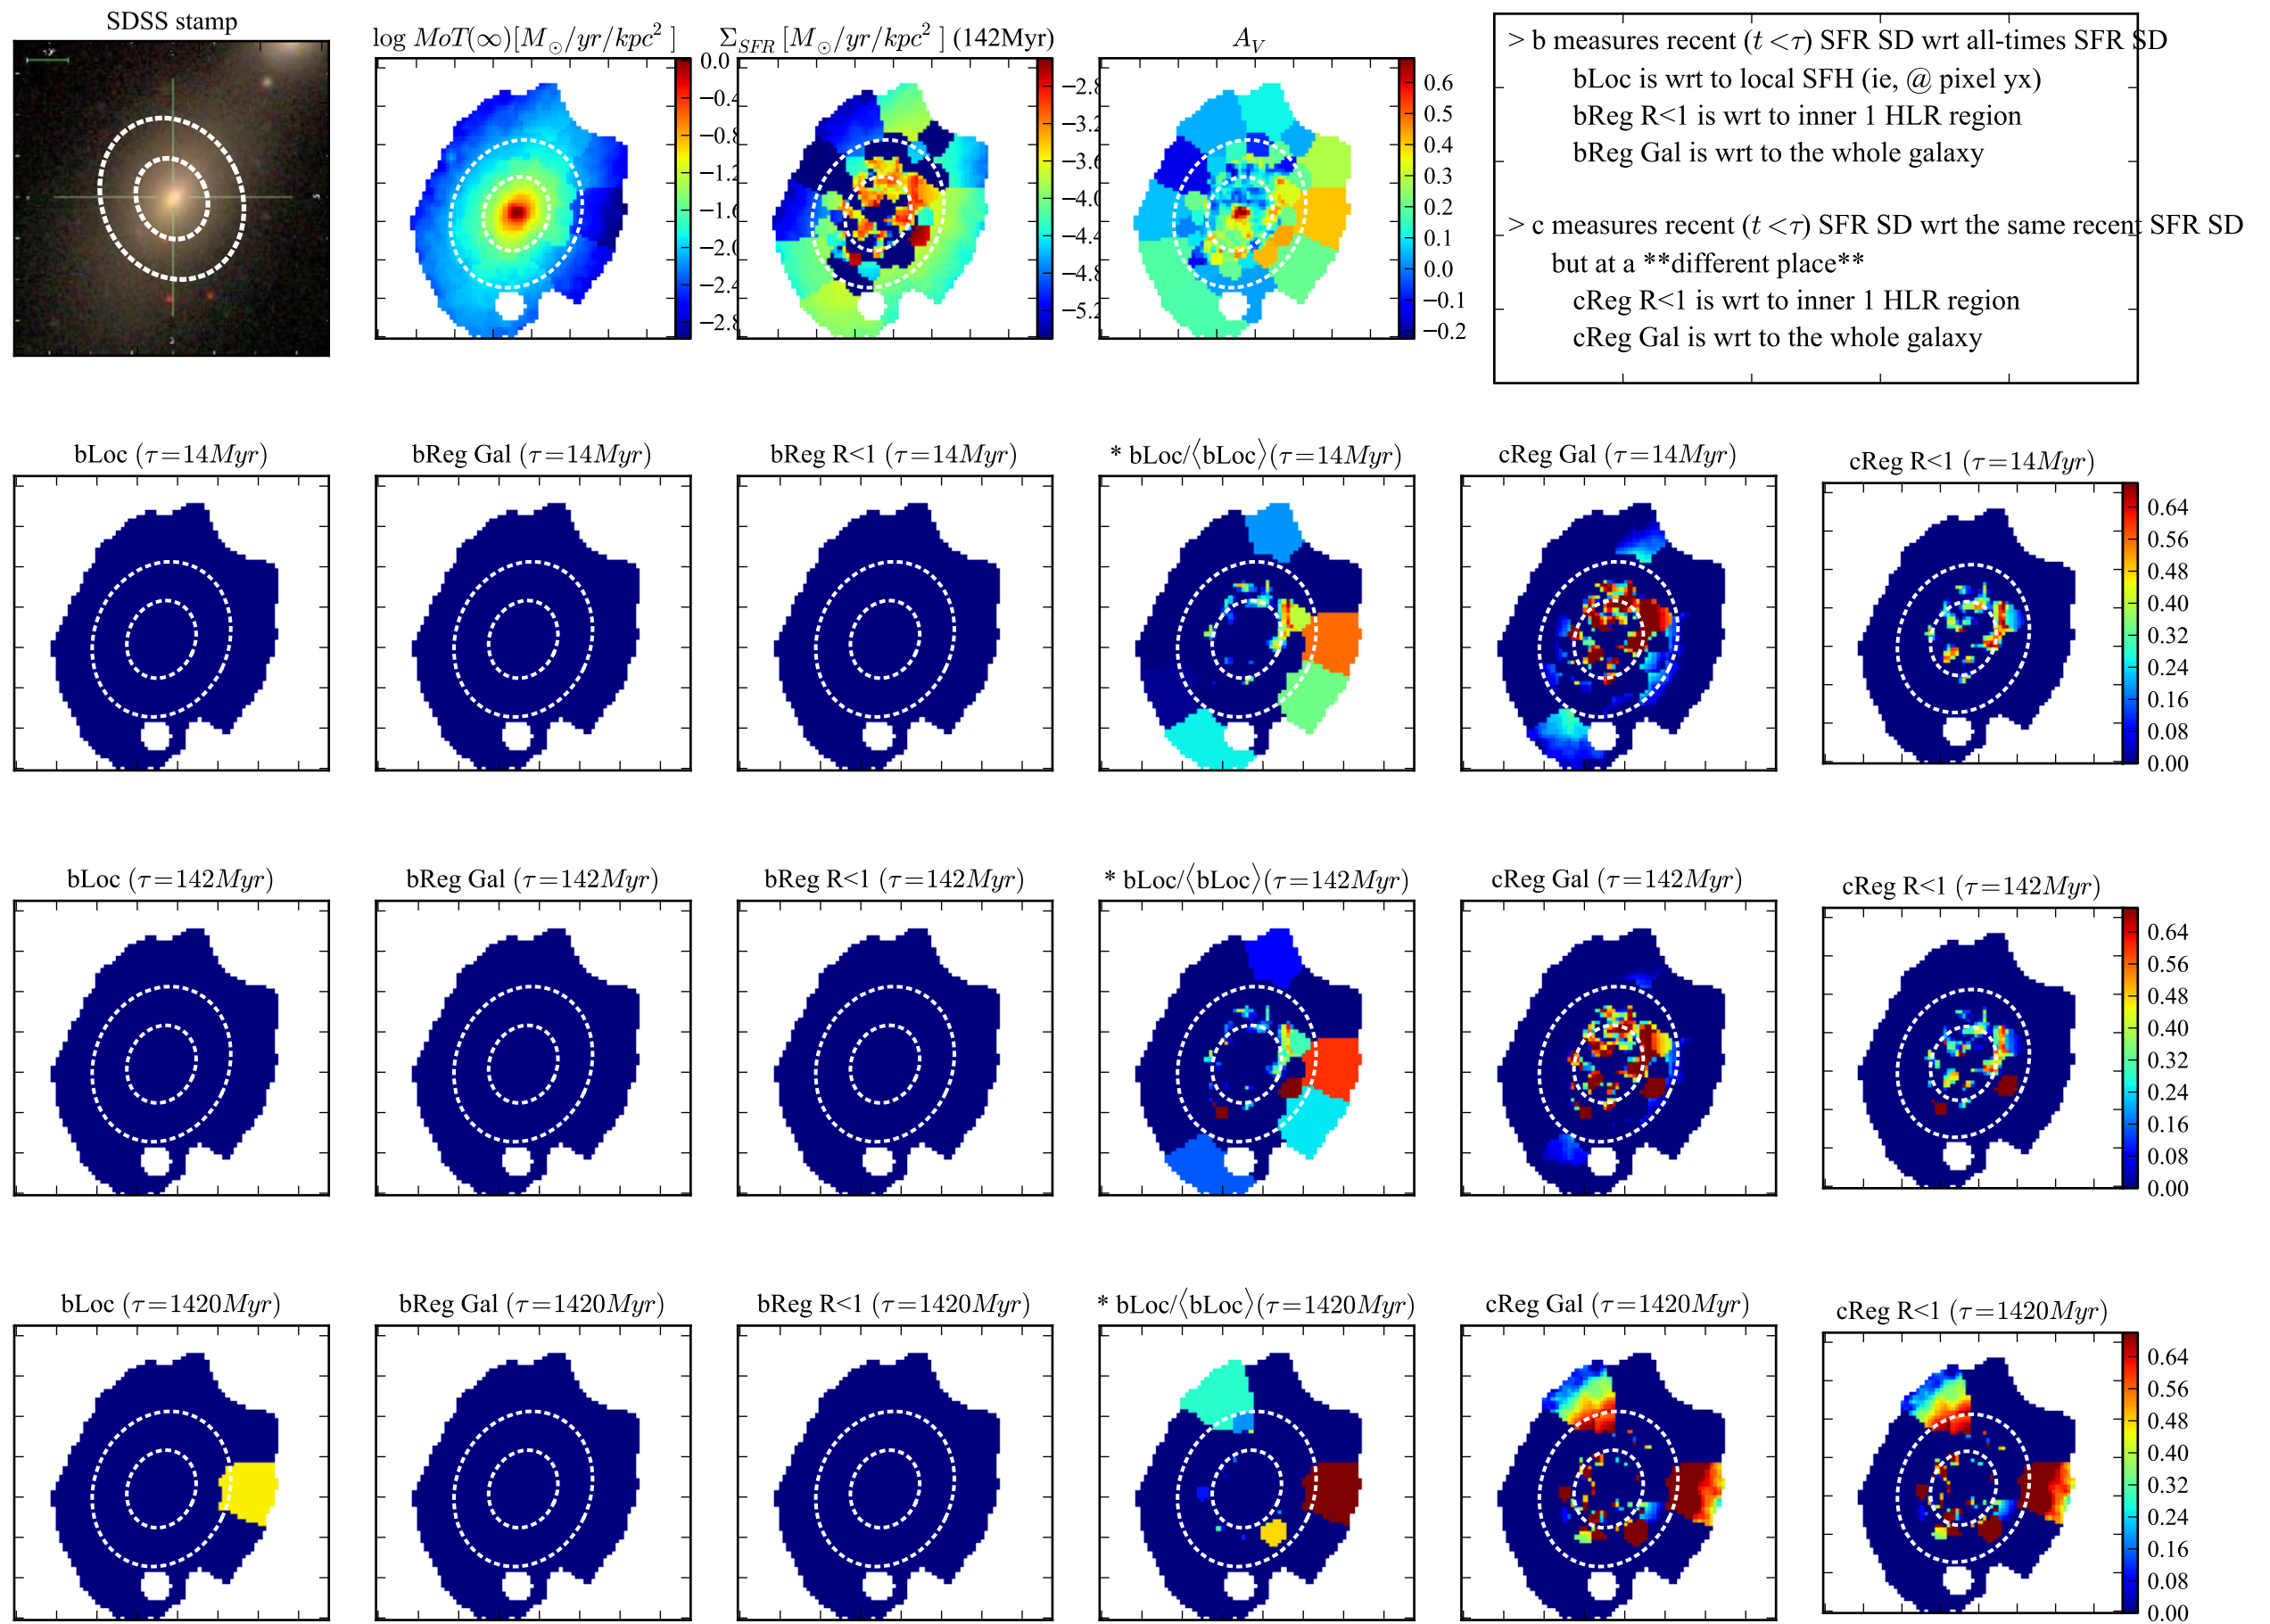 SDSS stamp
log MoT(∞)[M⊙/yr/kpc² ]
Σ_SFR [M⊙/yr/kpc² ] (142Myr)
A_V
0.0
−0.4
−0.8
−1.2
−1.6
−2.0
−2.4
−2.8
−2.8
−3.2
−3.6
−4.0
−4.4
−4.8
−5.2
0.6
0.5
0.4
0.3
0.2
0.1
0.0
−0.1
−0.2
> b measures recent (t <τ) SFR SD wrt all-times SFR SD
bLoc is wrt to local SFH (ie, @ pixel yx)
bReg R<1 is wrt to inner 1 HLR region
bReg Gal is wrt to the whole galaxy
> c measures recent (t <τ) SFR SD wrt the same recent SFR SD
but at a **different place**
cReg R<1 is wrt to inner 1 HLR region
cReg Gal is wrt to the whole galaxy
bLoc (τ=14Myr)
bReg Gal (τ=14Myr)
bReg R<1 (τ=14Myr)
* bLoc/⟨bLoc⟩(τ=14Myr)
cReg Gal (τ=14Myr)
cReg R<1 (τ=14Myr)
0.64
0.56
0.48
0.40
0.32
0.24
0.16
0.08
0.00
bLoc (τ=142Myr)
bReg Gal (τ=142Myr)
bReg R<1 (τ=142Myr)
* bLoc/⟨bLoc⟩(τ=142Myr)
cReg Gal (τ=142Myr)
cReg R<1 (τ=142Myr)
0.64
0.56
0.48
0.40
0.32
0.24
0.16
0.08
0.00
bLoc (τ=1420Myr)
bReg Gal (τ=1420Myr)
bReg R<1 (τ=1420Myr)
* bLoc/⟨bLoc⟩(τ=1420Myr)
cReg Gal (τ=1420Myr)
cReg R<1 (τ=1420Myr)
0.64
0.56
0.48
0.40
0.32
0.24
0.16
0.08
0.00